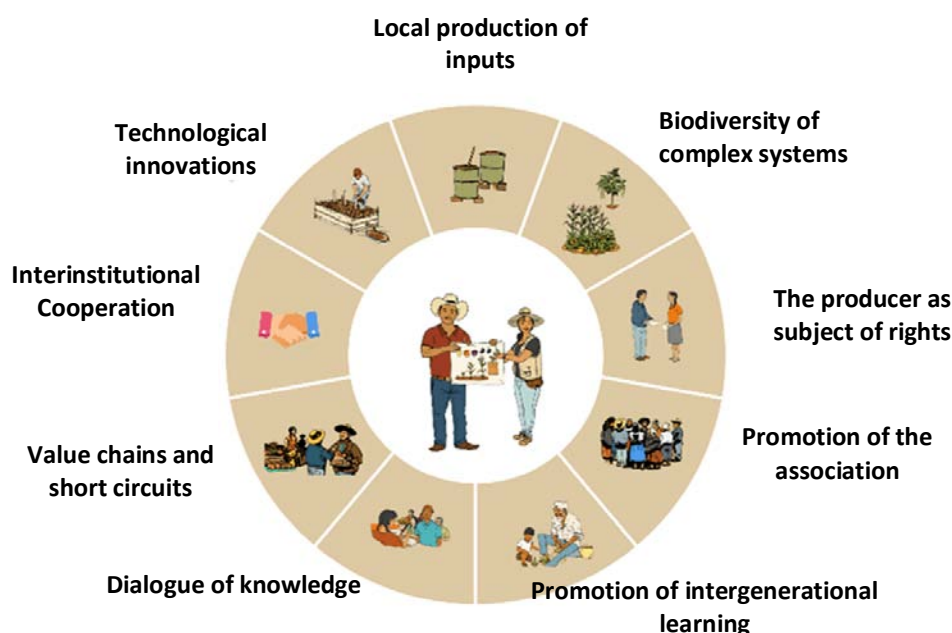 Local production of
inputs
Technological
innovations
Biodiversity of
complex systems
Interinstitutional
Cooperation
The producer as
subject of rights
Value chains and
short circuits
Promotion of the
association
Dialogue of knowledge
Promotion of intergenerational
learning